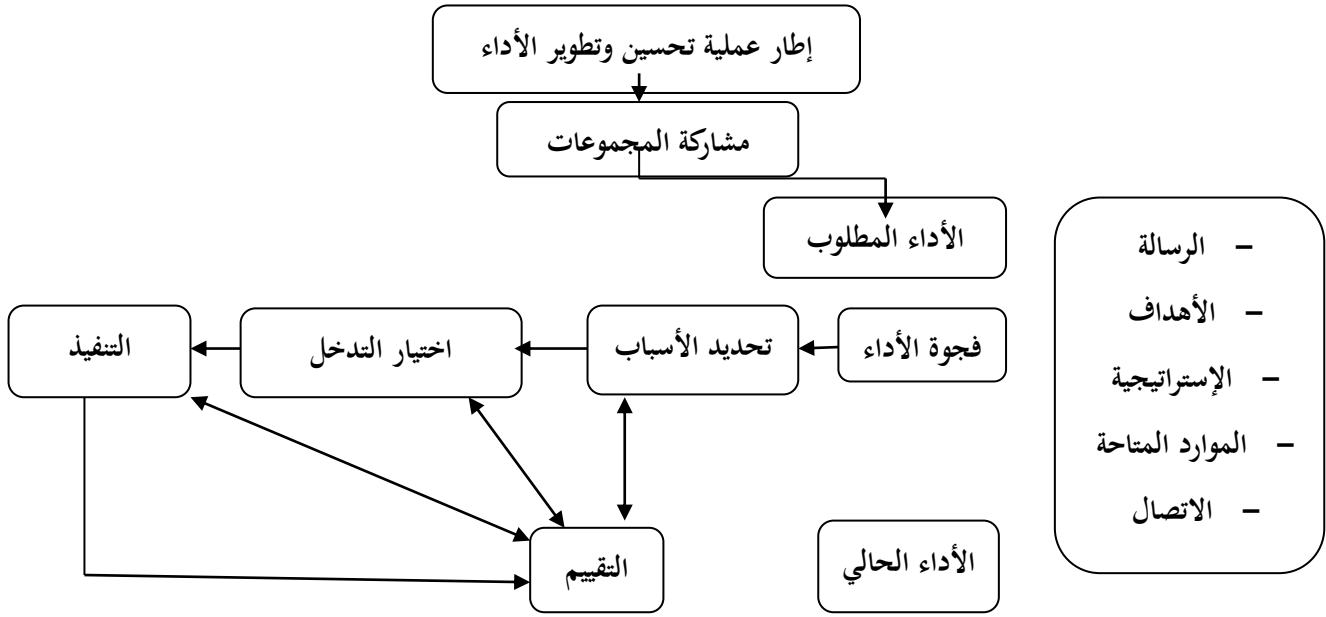 إطار عملية تحسين وتطوير الأداء
مشاركة المجموعات
الأداء المطلوب
– الرسالة
– الأهداف
– الإستراتيجية
– الموارد المتاحة
– الاتصال
فجوة الأداء
تحديد الأسباب
اختيار التدخل
التنفيذ
الأداء الحالي
التقييم